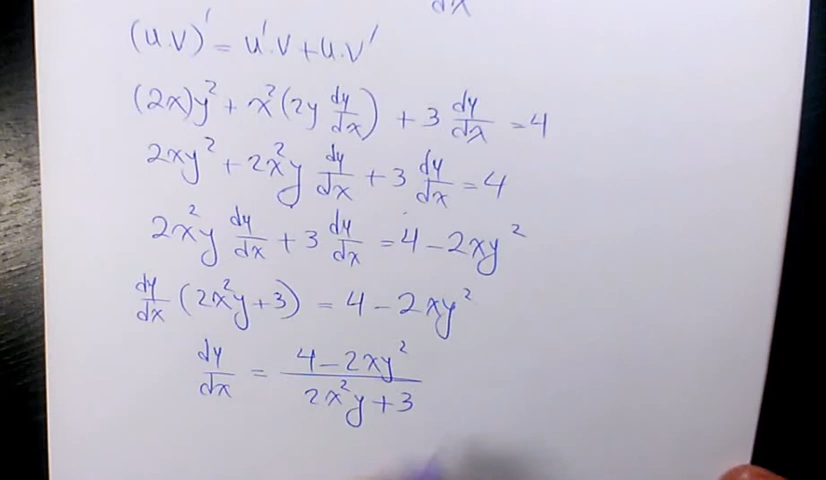 dx
(u.v)' = u'.v + u.v'
(2x)y² + x²(2y dy/dx) + 3 dy/dx = 4
2xy² + 2x²y dy/dx + 3 dy/dx = 4
2x²y dy/dx + 3 dy/dx = 4 - 2xy²
dy/dx (2x²y + 3) = 4 - 2xy²
dy/dx = (4 - 2xy²)/(2x²y + 3)